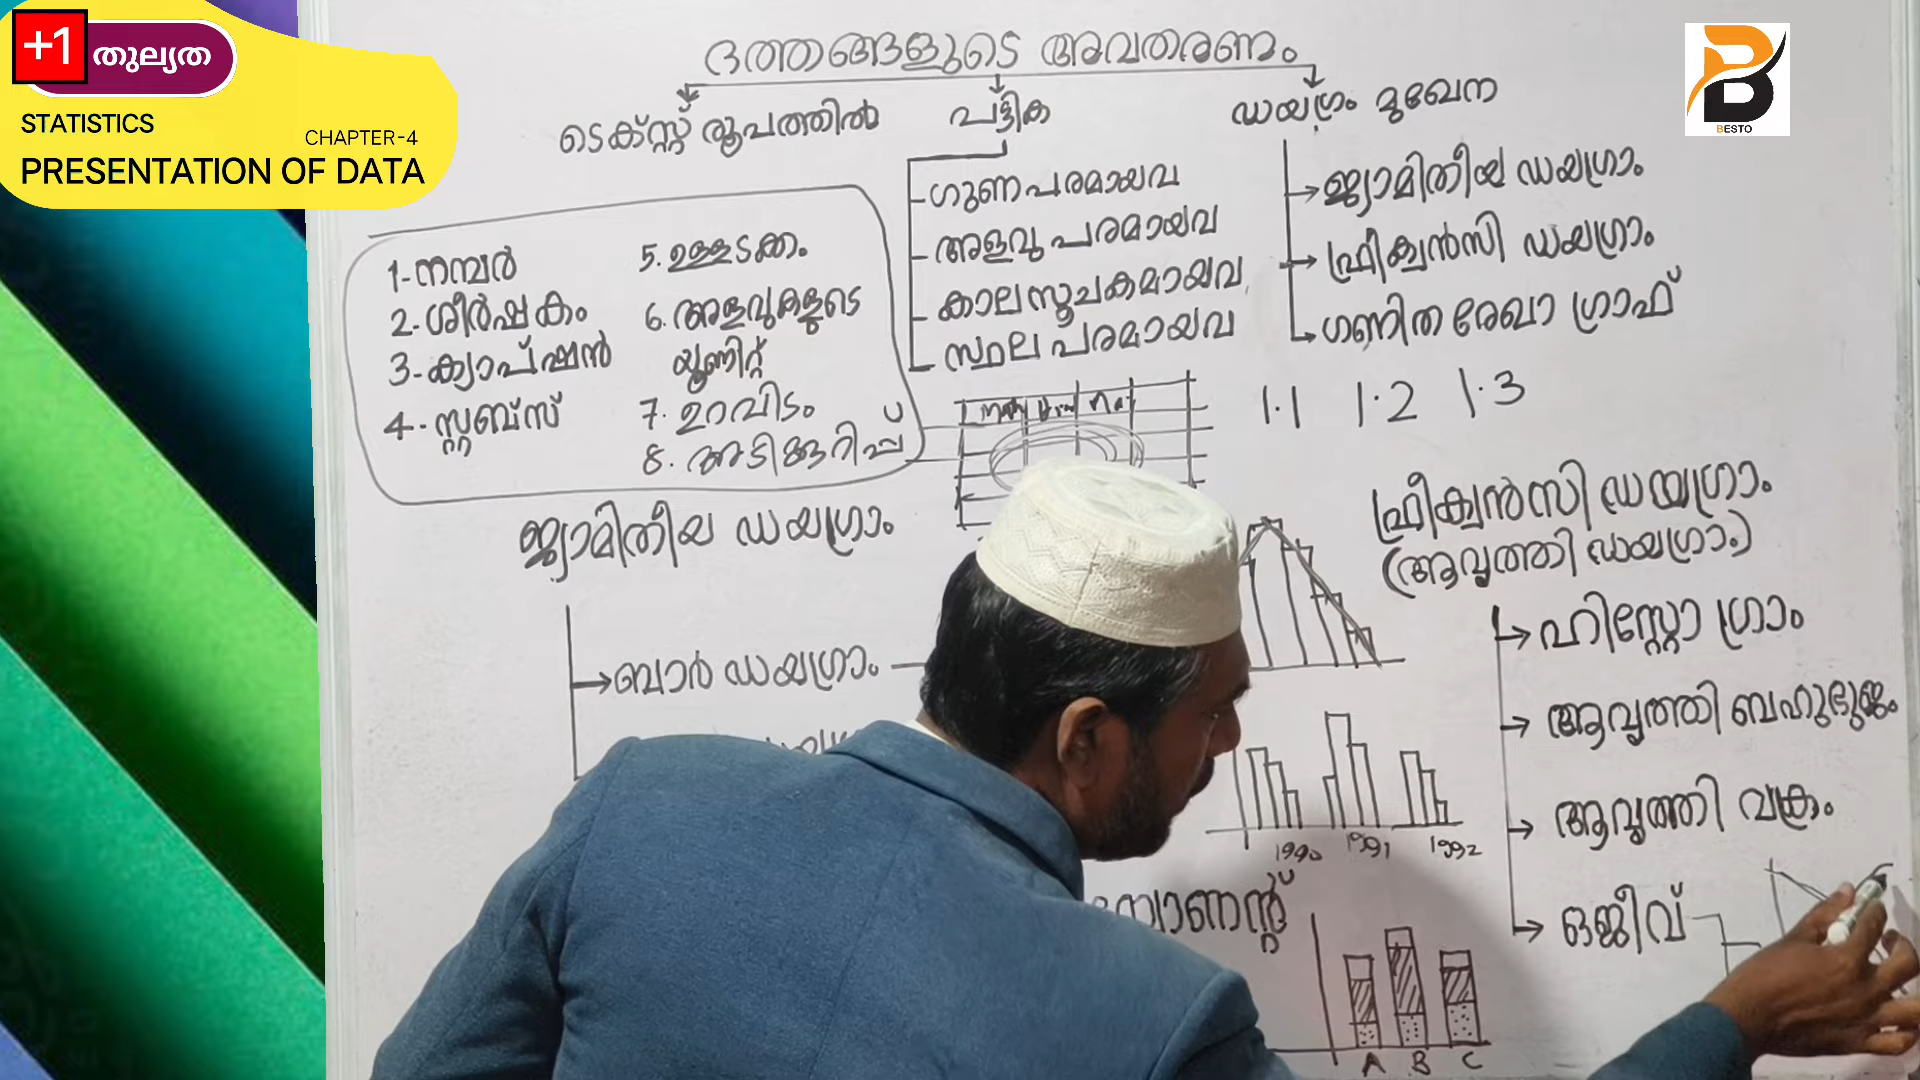 +1
തുല്യത
STATISTICS
CHAPTER-4
PRESENTATION OF DATA
BESTO
ദത്തങ്ങളുടെ അവതരണം
ടെക്സ്റ്റ് രൂപത്തിൽ
പട്ടിക
ഡയഗ്രം മുഖേന
ഗുണപരമായവ
അളവുപരമായവ
കാലസൂചകമായവ
സ്ഥലപരമായവ
ജ്യാമിതീയ ഡയഗ്രാം
ഫ്രീക്വൻസി ഡയഗ്രാം
ഗണിത രേഖാ ഗ്രാഫ്
1-നമ്പർ
2-ശീർഷകം
3-ക്യാപ്ഷൻ
4-സ്റ്റബ്സ്
5.ഉള്ളടക്കം
6.അളവുകളുടെ
യൂണിറ്റ്
7.ഉറവിടം
8.അടിക്കുറിപ്പ്
1.1 1.2 1.3
ജ്യാമിതീയ ഡയഗ്രാം
ബാർ ഡയഗ്രാം
ഫ്രീക്വൻസി ഡയഗ്രാം
(ആവൃത്തി ഡയഗ്രാം)
ഹിസ്റ്റോഗ്രാം
ആവൃത്തി ബഹുഭുജം
ആവൃത്തി വക്രം
ഒജീവ്
1990 1991 1992
A B C